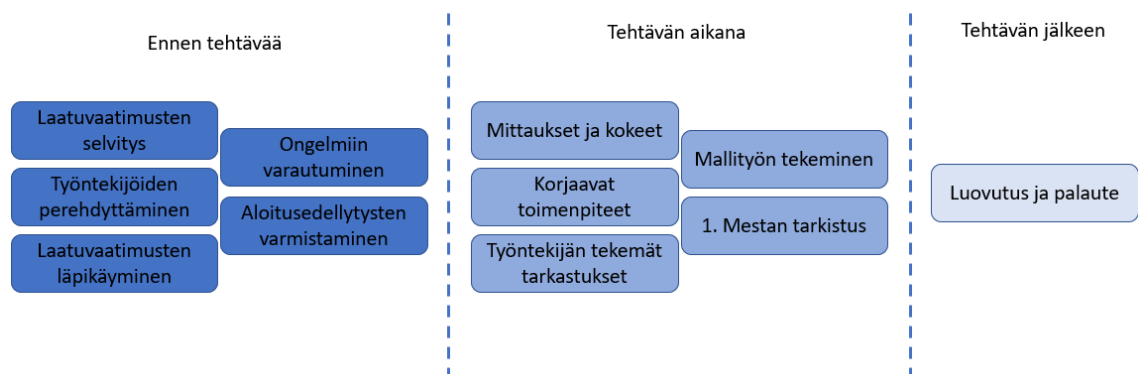 Ennen tehtävää
Laatuvaatimusten
selvitys
Työntekijöiden
perehdyttäminen
Laatuvaatimusten
läpikäyminen
Ongelmiin
varautuminen
Aloitusedellytysten
varmistaminen
Tehtävän aikana
Mittaukset ja kokeet
Korjaavat
toimenpiteet
Työntekijän tekemät
tarkastukset
Mallityön tekeminen
1. Mestan tarkistus
Tehtävän jälkeen
Luovutus ja palaute